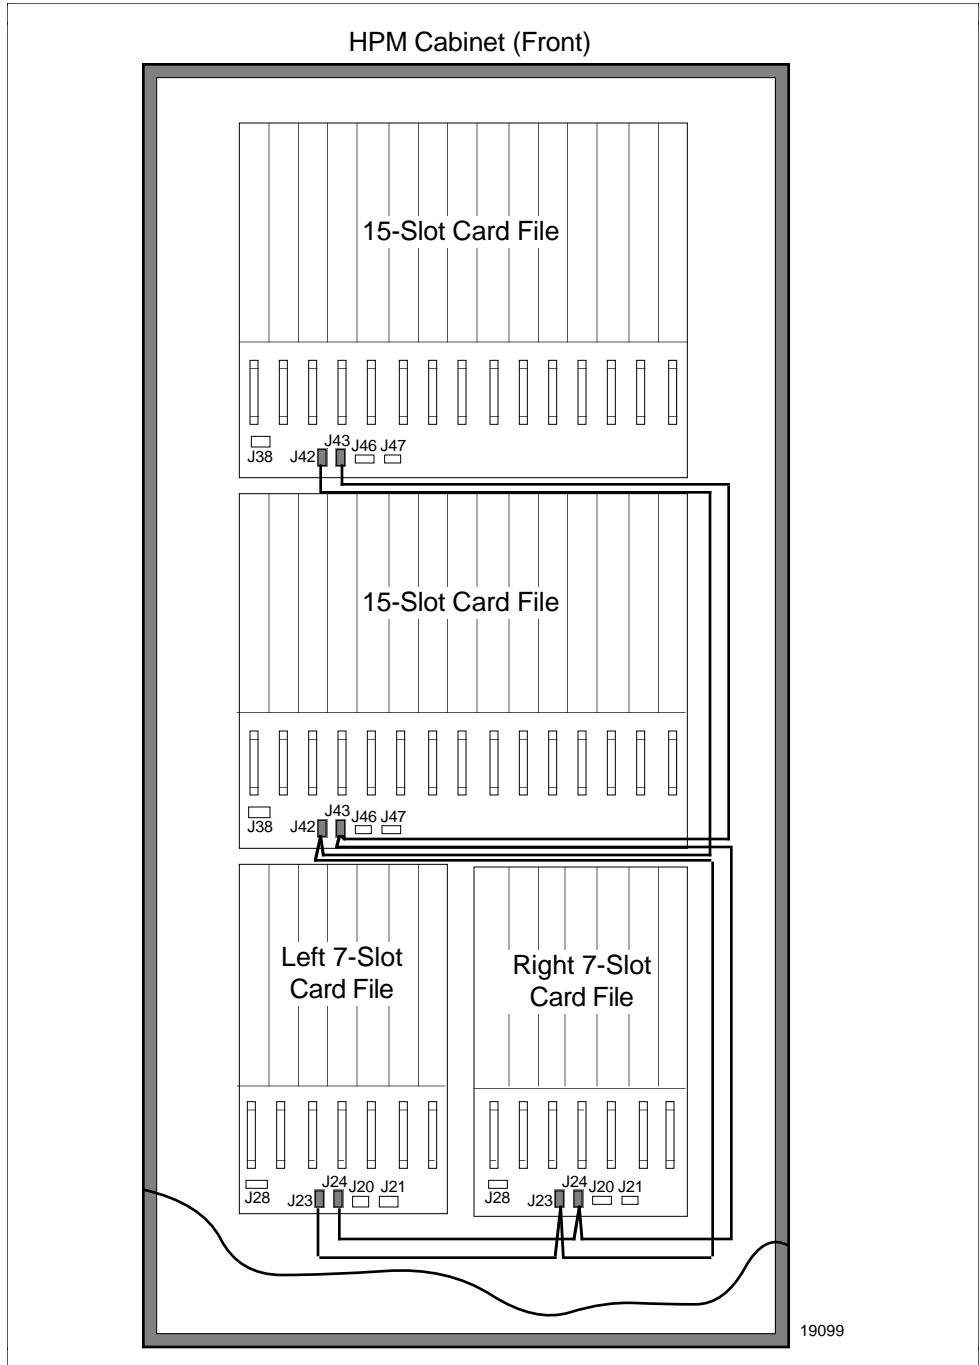 HPM Cabinet (Front)
15-Slot Card File
J38
J42
J43
J46
J47
15-Slot Card File
J38
J42
J43
J46
J47
Left 7-Slot
Card File
J28
J23
J24
J20
J21
Right 7-Slot
Card File
J28
J23
J24
J20
J21
19099